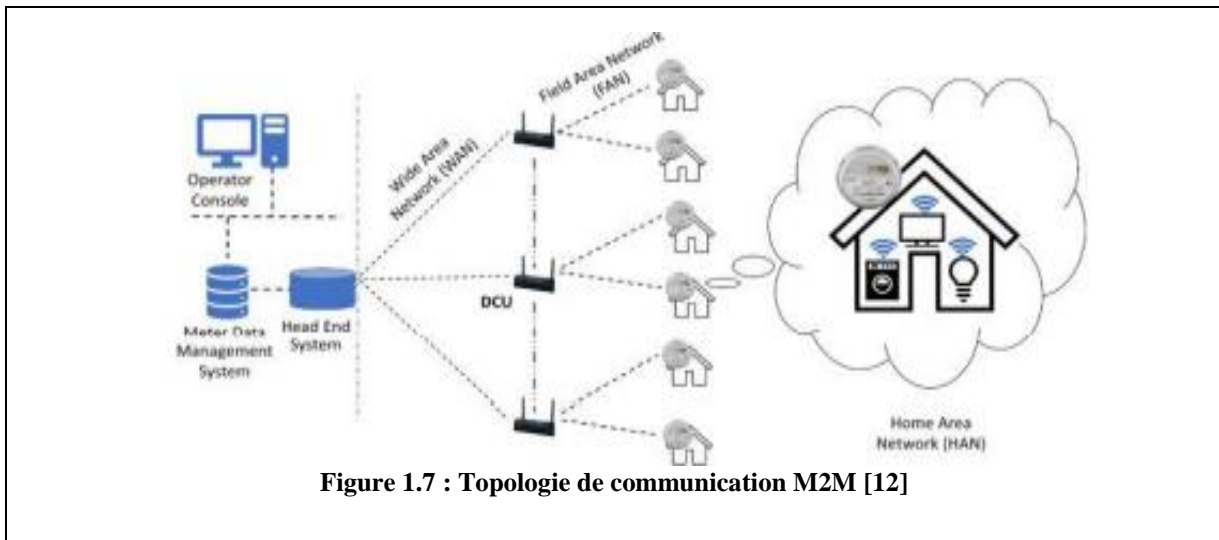 Operator
Console
Meter Data
Management
System
Head End
System
Wide Area
Network (WAN)
Field Area Network
(FAN)
DCU
Home Area
Network (HAN)
Figure 1.7 : Topologie de communication M2M [12]